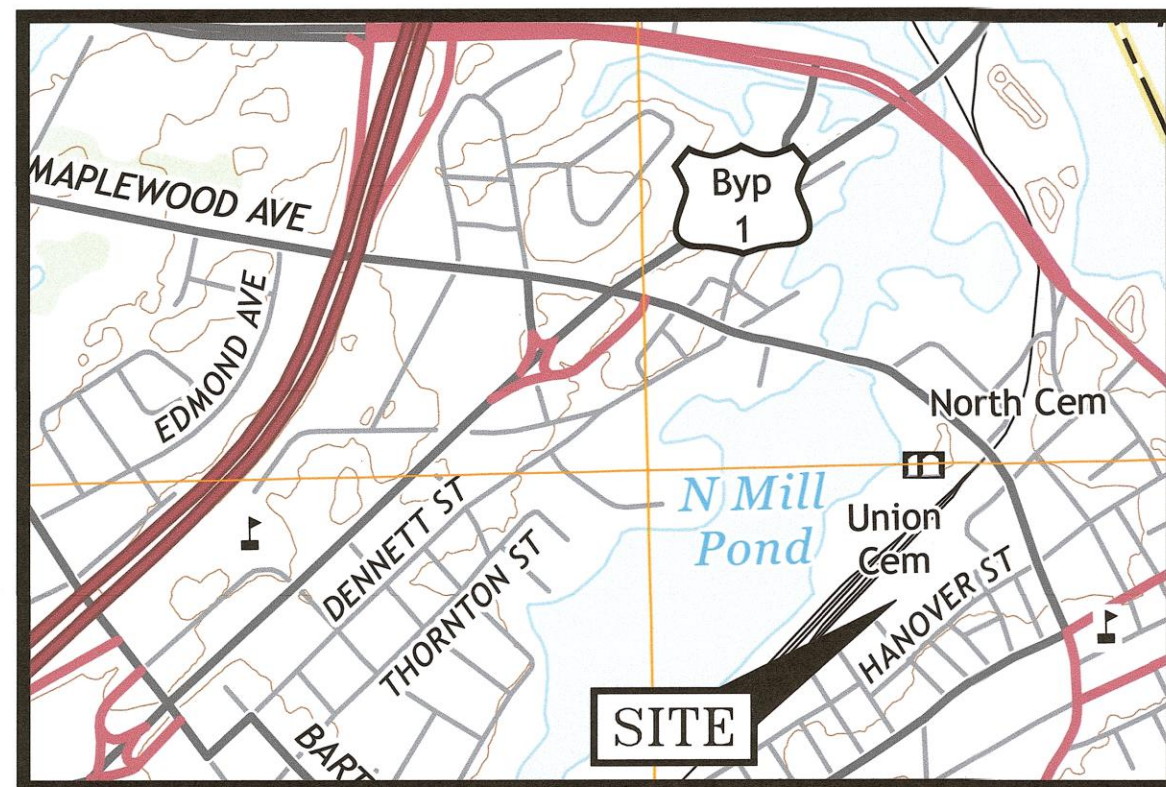 MAPLEWOOD AVE
Byp
1
EDMOND AVE
North Cem
N Mill
Pond
Union
Cem
DENNETT ST
THORNTON ST
HANOVER ST
SITE
BART